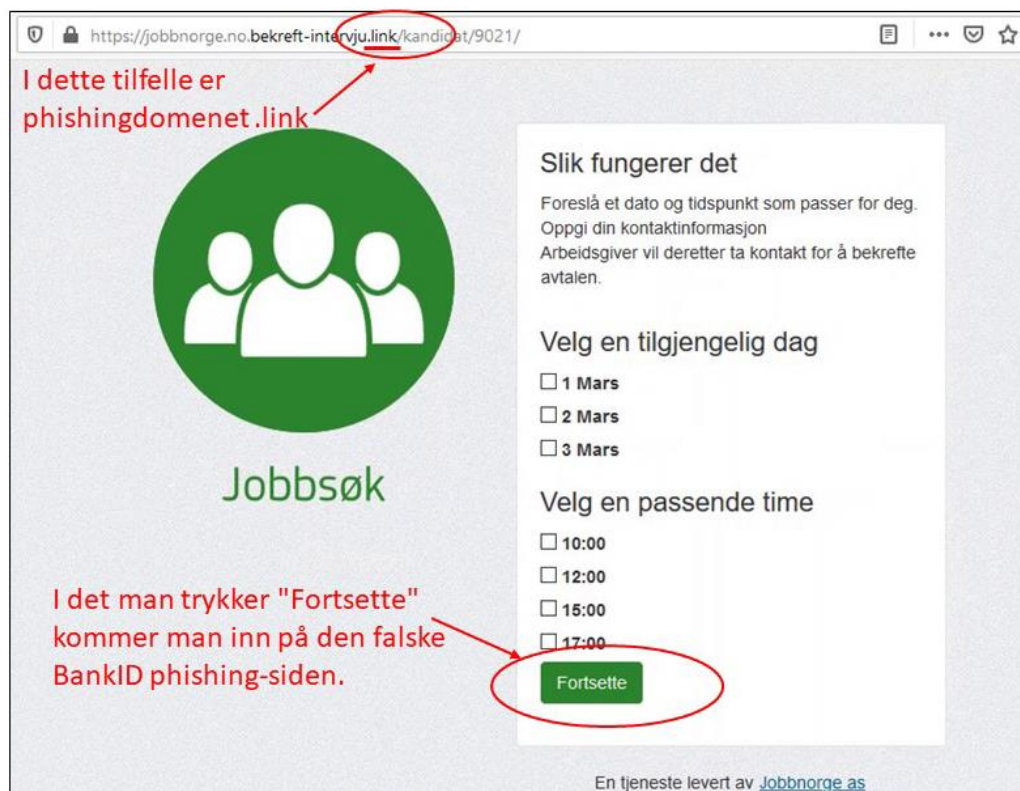 https://jobbnorge.no.bekreft-intervju.link/kandidat/9021/
I dette tilfelle er
phishingdomenet .link
Jobbsøk
Slik fungerer det
Foreslå et dato og tidspunkt som passer for deg.
Oppgi din kontaktinformasjon
Arbeidsgiver vil deretter ta kontakt for å bekrefte
avtalen.
Velg en tilgjengelig dag
1 Mars
2 Mars
3 Mars
Velg en passende time
10:00
12:00
15:00
17:00
Fortsette
I det man trykker "Fortsette"
kommer man inn på den falske
BankID phishing-siden.
En tjeneste levert av Jobbnorge as